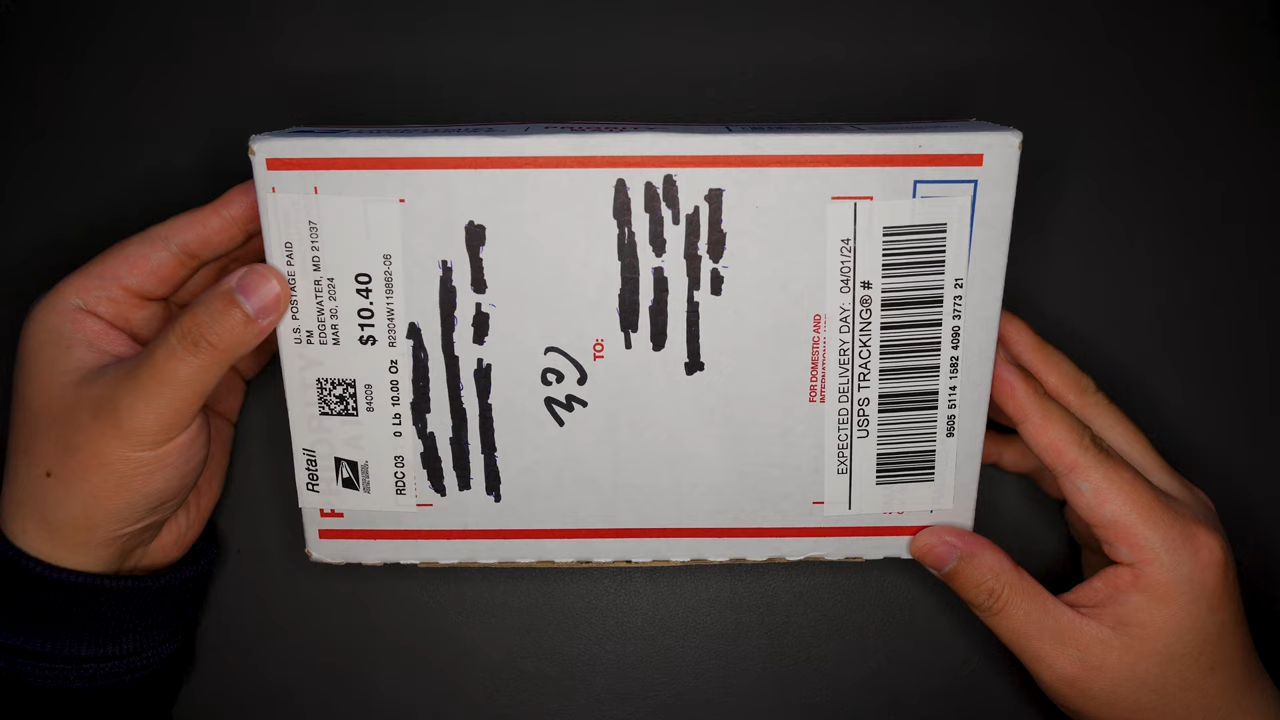 U.S. POSTAGE PAID
PM
EDGEWATER, MD 21037
MAR 30, 2024
$10.40
R2304W119862-06
Retail
84009
RDC 03
0 Lb 10.00 Oz
TO:
FOR DOMESTIC AND
EXPECTED DELIVERY DAY: 04/01/24
USPS TRACKING® #
9505 5114 1582 4090 3773 21